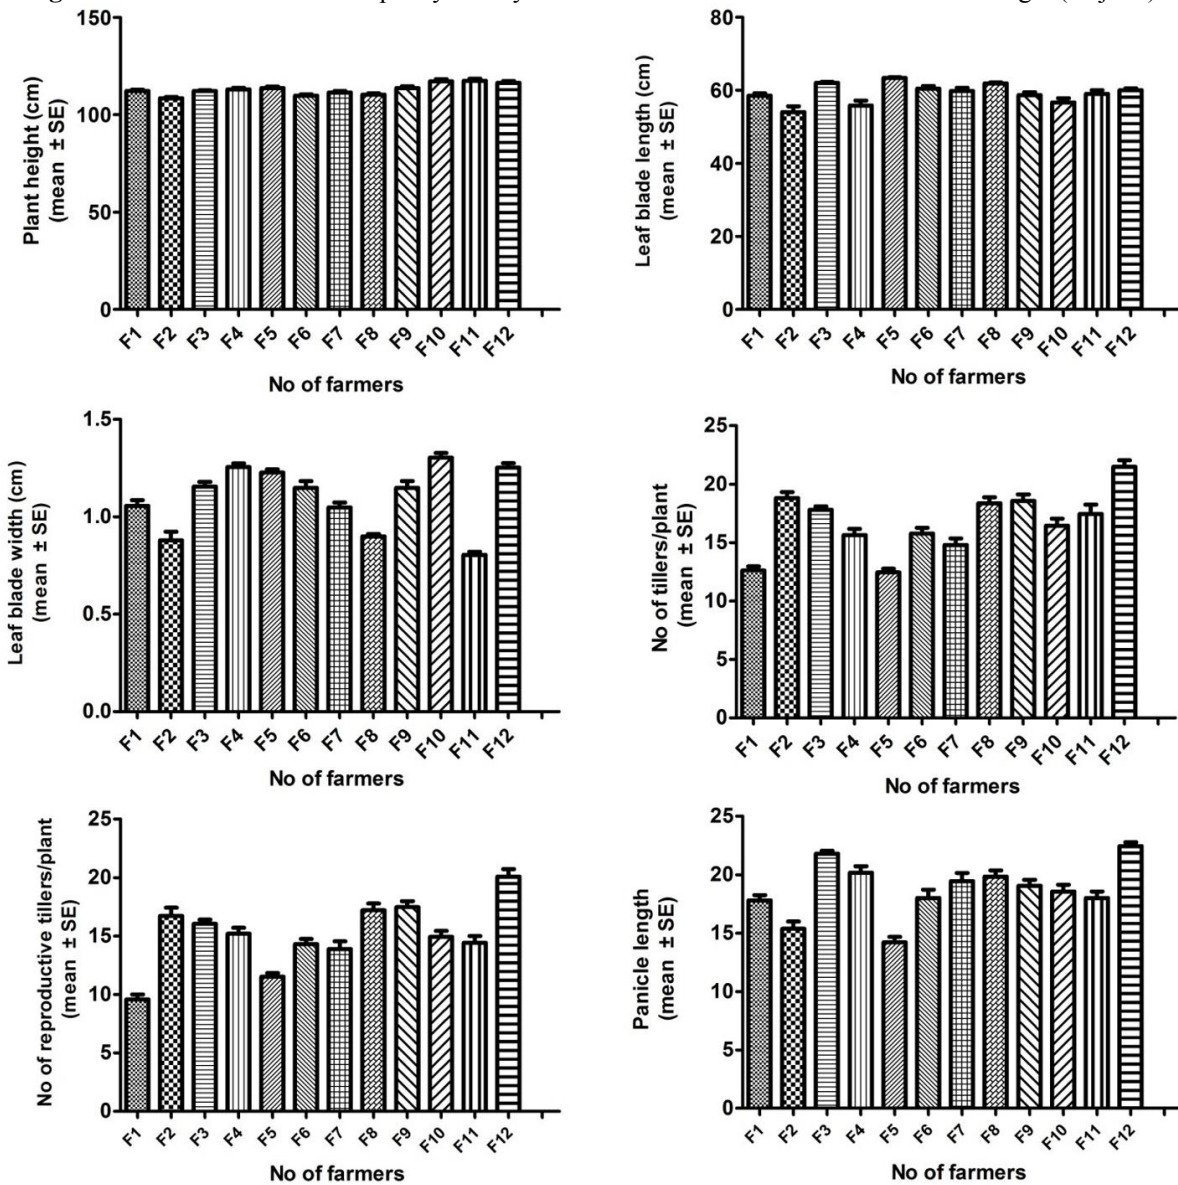 150
100
50
0
Plant height (cm)
(mean ± SE)
F1 F2 F3 F4 F5 F6 F7 F8 F9 F10 F11 F12
No of farmers
80
60
40
20
0
Leaf blade length (cm)
(mean ± SE)
F1 F2 F3 F4 F5 F6 F7 F8 F9 F10 F11 F12
No of farmers
1.5
1.0
0.5
0.0
Leaf blade width (cm)
(mean ± SE)
F1 F2 F3 F4 F5 F6 F7 F8 F9 F10 F11 F12
No of farmers
25
20
15
10
5
0
No of tillers/plant
(mean ± SE)
F1 F2 F3 F4 F5 F6 F7 F8 F9 F10 F11 F12
No of farmers
25
20
15
10
5
0
No of reproductive tillers/plant
(mean ± SE)
F1 F2 F3 F4 F5 F6 F7 F8 F9 F10 F11 F12
No of farmers
25
20
15
10
5
0
Panicle length
(mean ± SE)
F1 F2 F3 F4 F5 F6 F7 F8 F9 F10 F11 F12
No of farmers